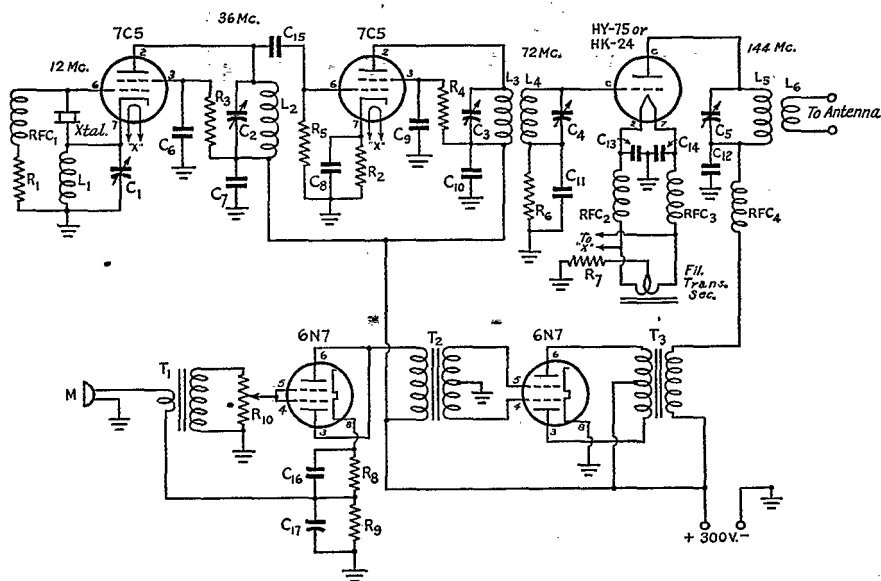 36 Mc.
HY-75 or
HK-24
7C5
C15
7C5
12 Mc.
72 Mc.
144 Mc.
2
2
c
6
3
6
3
c
R3
L2
R4
L3
L4
L5
L6
RFC1
Xtal.
7
"X"
C6
C2
R5
7
"X"
C9
C3
C4
2
7
C5
To Antenna
R1
L1
C1
C7
C8
R2
C10
R6
C11
C13
C14
C12
RFC2
RFC3
RFC4
To
"X"
R7
Fil.
Trans.
Sec.
6N7
T2
6N7
T3
T1
6
6
M
5
4
5
4
R10
3
8
3
8
C16
R8
C17
R9
+ 300V. -